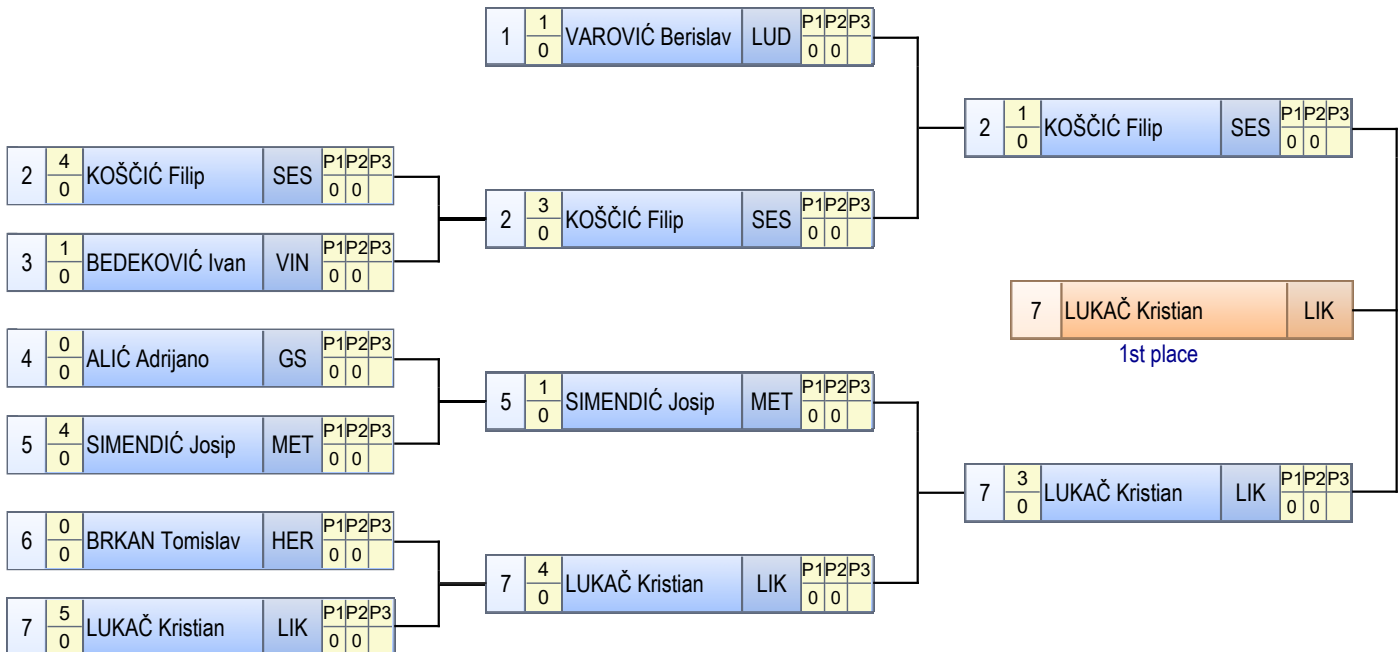 1 1 0 VAROVIĆ Berislav LUD P1 P2 P3 0 0
2 1 0 KOŠČIĆ Filip SES P1 P2 P3 0 0
2 4 0 KOŠČIĆ Filip SES P1 P2 P3 0 0
2 3 0 KOŠČIĆ Filip SES P1 P2 P3 0 0
3 1 0 BEDEKOVIĆ Ivan VIN P1 P2 P3 0 0
7 LUKAČ Kristian LIK
1st place
4 0 0 ALIĆ Adrijano GS P1 P2 P3 0 0
5 1 0 SIMENDIĆ Josip MET P1 P2 P3 0 0
5 4 0 SIMENDIĆ Josip MET P1 P2 P3 0 0
7 3 0 LUKAČ Kristian LIK P1 P2 P3 0 0
6 0 0 BRKAN Tomislav HER P1 P2 P3 0 0
7 4 0 LUKAČ Kristian LIK P1 P2 P3 0 0
7 5 0 LUKAČ Kristian LIK P1 P2 P3 0 0